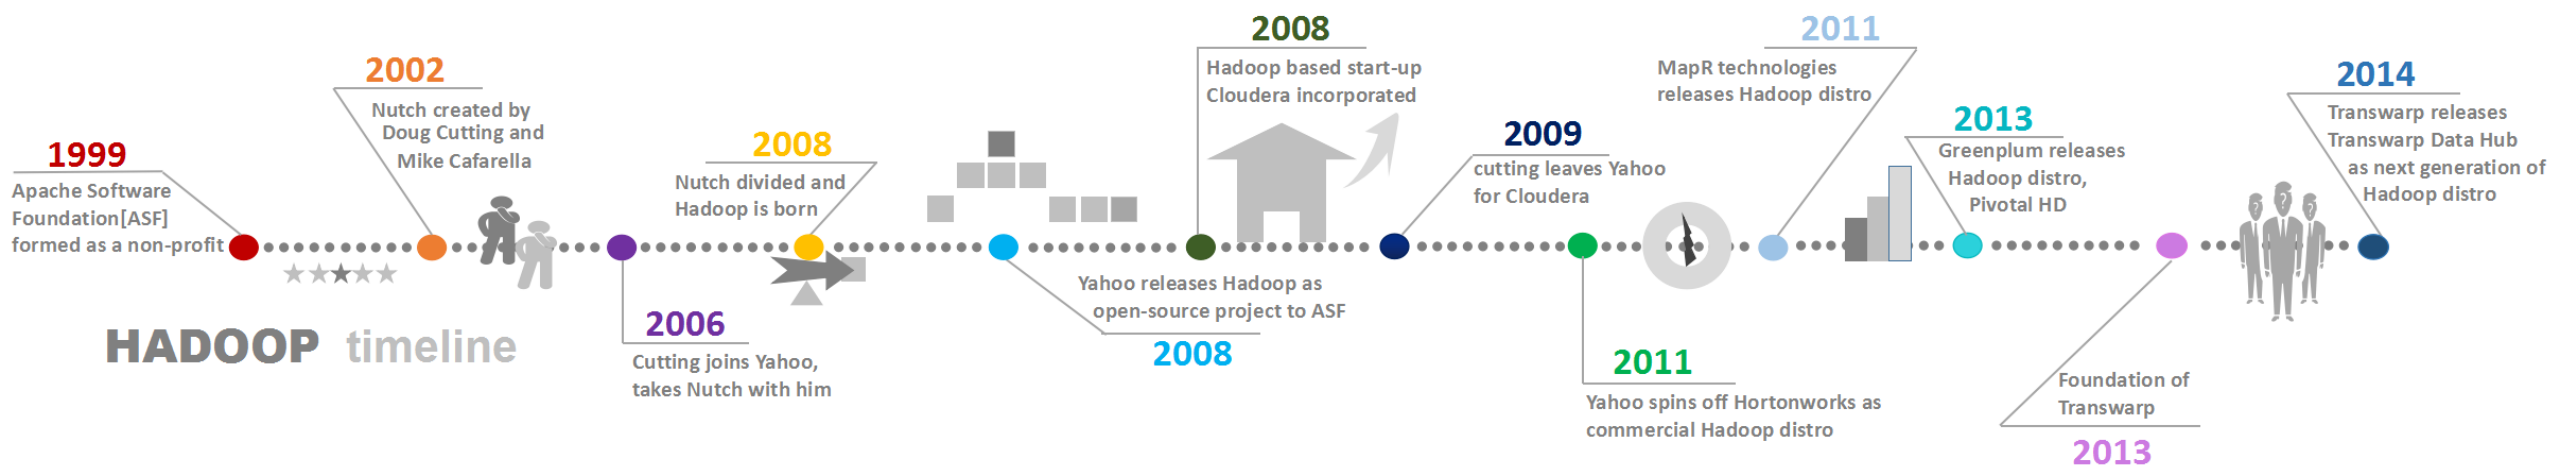 1999
Apache Software
Foundation[ASF]
formed as a non-profit
2002
Nutch created by
Doug Cutting and
Mike Cafarella
2006
Cutting joins Yahoo,
takes Nutch with him
2008
Nutch divided and
Hadoop is born
Yahoo releases Hadoop as
open-source project to ASF
2008
2008
Hadoop based start-up
Cloudera incorporated
2009
cutting leaves Yahoo
for Cloudera
2011
Yahoo spins off Hortonworks as
commercial Hadoop distro
2011
MapR technologies
releases Hadoop distro
2013
Greenplum releases
Hadoop distro,
Pivotal HD
Foundation of
Transwarp
2013
2014
Transwarp releases
Transwarp Data Hub
as next generation of
Hadoop distro
HADOOP timeline